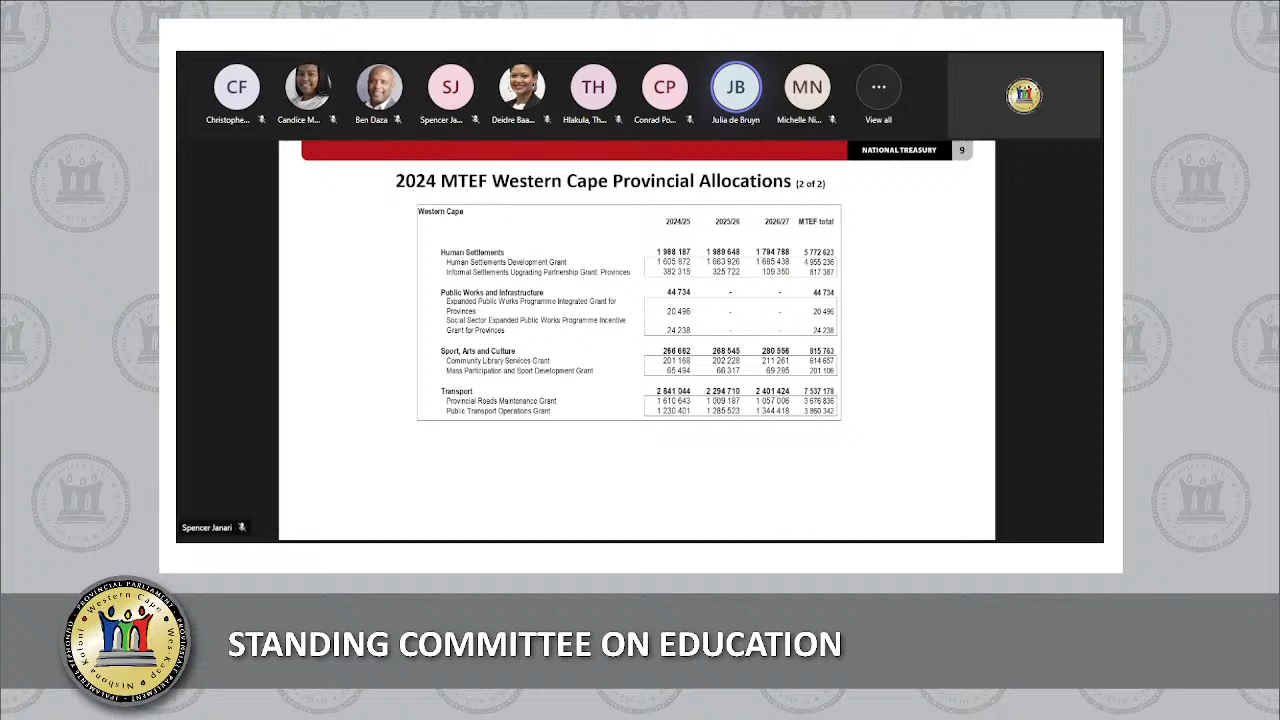 CF
SJ
TH
CP
JB
MN
...
Christophe...
Candice M...
Ben Daza
Spencer Ja...
Deidre Baa...
Hlakula, Th...
Conrad Po...
Julia de Bruyn
Michelle Ni...
View all
NATIONAL TREASURY 9
2024 MTEF Western Cape Provincial Allocations (2 of 2)
Western Cape
2024/25 2025/26 2026/27 MTEF total
Human Settlements 1 988 187 1 989 648 1 794 788 5 772 623
Human Settlements Development Grant 1 605 872 1 663 926 1 685 438 4 955 236
Informal Settlements Upgrading Partnership Grant: Provinces 382 315 325 722 109 350 817 387
Public Works and Infrastructure 44 734 - - 44 734
Expanded Public Works Programme Integrated Grant for
Provinces 20 496 - - 20 496
Social Sector Expanded Public Works Programme Incentive
Grant for Provinces 24 238 - - 24 238
Sport, Arts and Culture 266 662 268 545 280 556 815 763
Community Library Services Grant 201 168 202 228 211 261 614 657
Mass Participation and Sport Development Grant 65 494 66 317 69 295 201 106
Transport 2 841 044 2 294 710 2 401 424 7 537 178
Provincial Roads Maintenance Grant 1 610 643 1 009 187 1 057 006 3 676 836
Public Transport Operations Grant 1 230 401 1 285 523 1 344 418 3 860 342
Spencer Janari
STANDING COMMITTEE ON EDUCATION
PROVINCIAL PARLIAMENT
Western Cape
Wes-Kaap
Ntshona Koloni